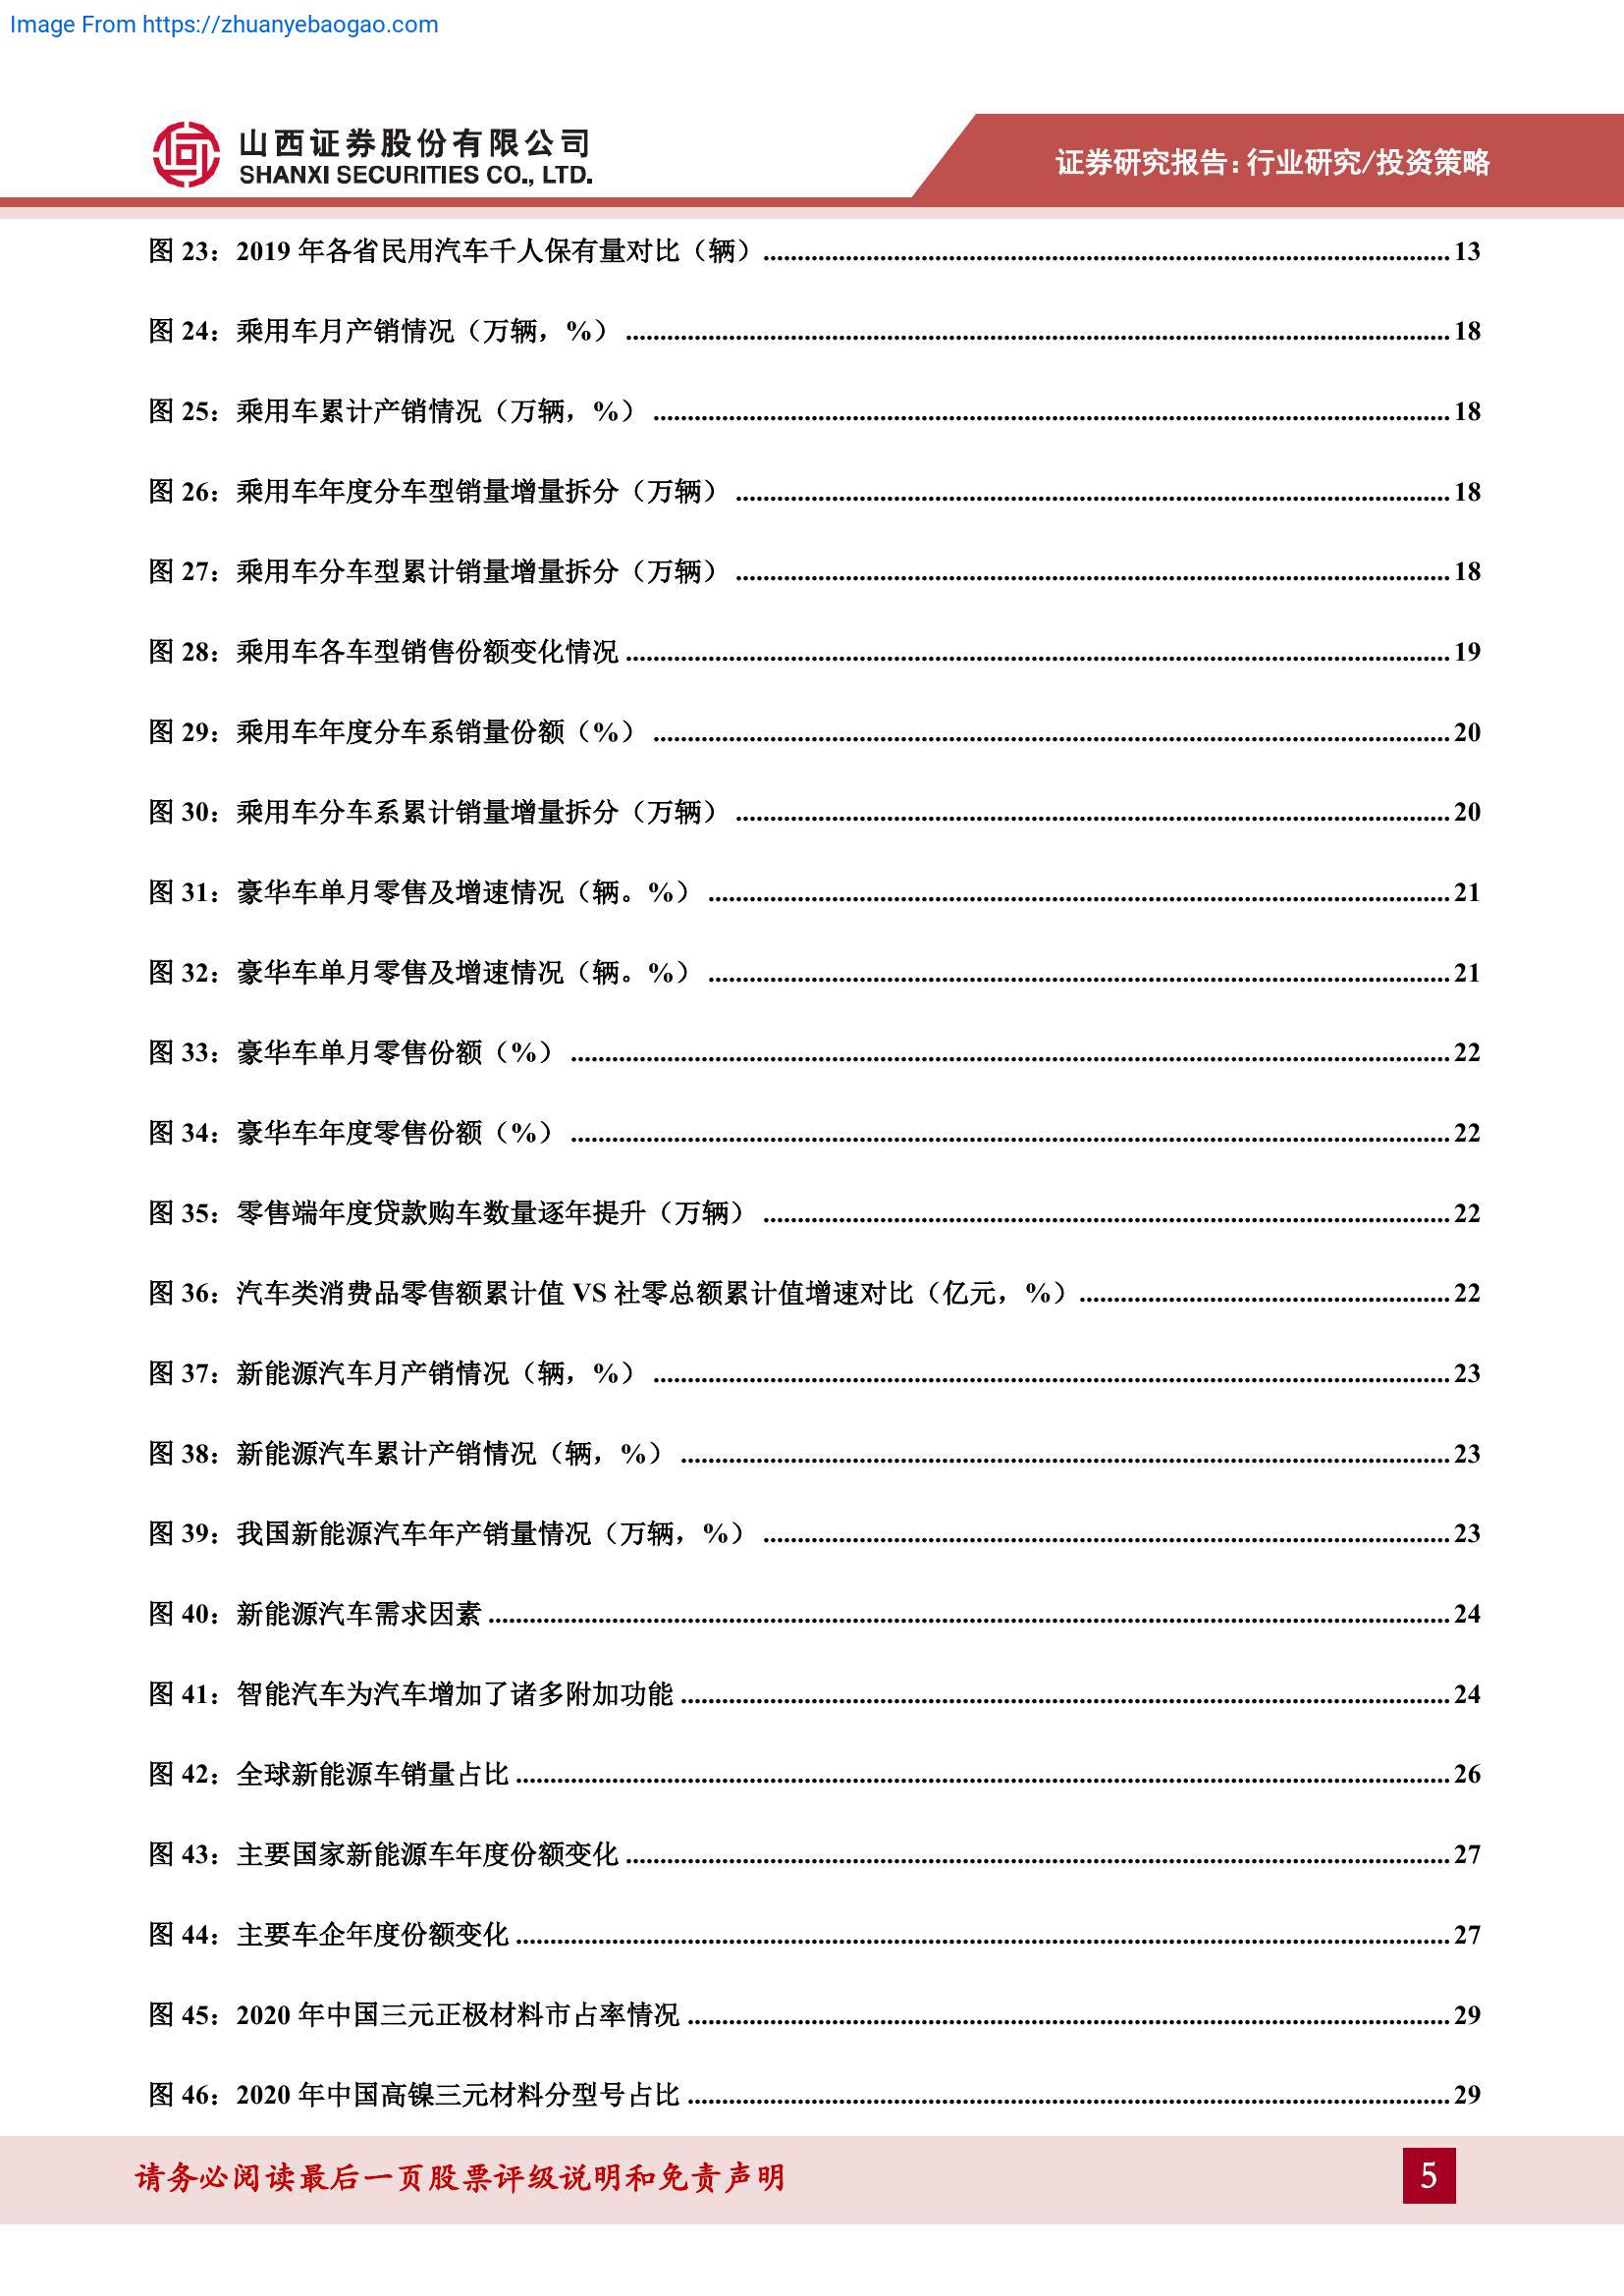 Image From https://zhuanyebaogao.com
山西证券股份有限公司
SHANXI SECURITIES CO., LTD.
证券研究报告：行业研究/投资策略
图 23：2019 年各省民用汽车千人保有量对比（辆）13
图 24：乘用车月产销情况（万辆，%）18
图 25：乘用车累计产销情况（万辆，%）18
图 26：乘用车年度分车型销量增量拆分（万辆）18
图 27：乘用车分车型累计销量增量拆分（万辆）18
图 28：乘用车各车型销售份额变化情况 19
图 29：乘用车年度分车系销量份额（%）20
图 30：乘用车分车系累计销量增量拆分（万辆）20
图 31：豪华车单月零售及增速情况（辆。%）21
图 32：豪华车单月零售及增速情况（辆。%）21
图 33：豪华车单月零售份额（%）22
图 34：豪华车年度零售份额（%）22
图 35：零售端年度贷款购车数量逐年提升（万辆）22
图 36：汽车类消费品零售额累计值 VS 社零总额累计值增速对比（亿元，%）22
图 37：新能源汽车月产销情况（辆，%）23
图 38：新能源汽车累计产销情况（辆，%）23
图 39：我国新能源汽车年产销量情况（万辆，%）23
图 40：新能源汽车需求因素 24
图 41：智能汽车为汽车增加了诸多附加功能 24
图 42：全球新能源车销量占比 26
图 43：主要国家新能源车年度份额变化 27
图 44：主要车企年度份额变化 27
图 45：2020 年中国三元正极材料市占率情况 29
图 46：2020 年中国高镍三元材料分型号占比 29
请务必阅读最后一页股票评级说明和免责声明
5